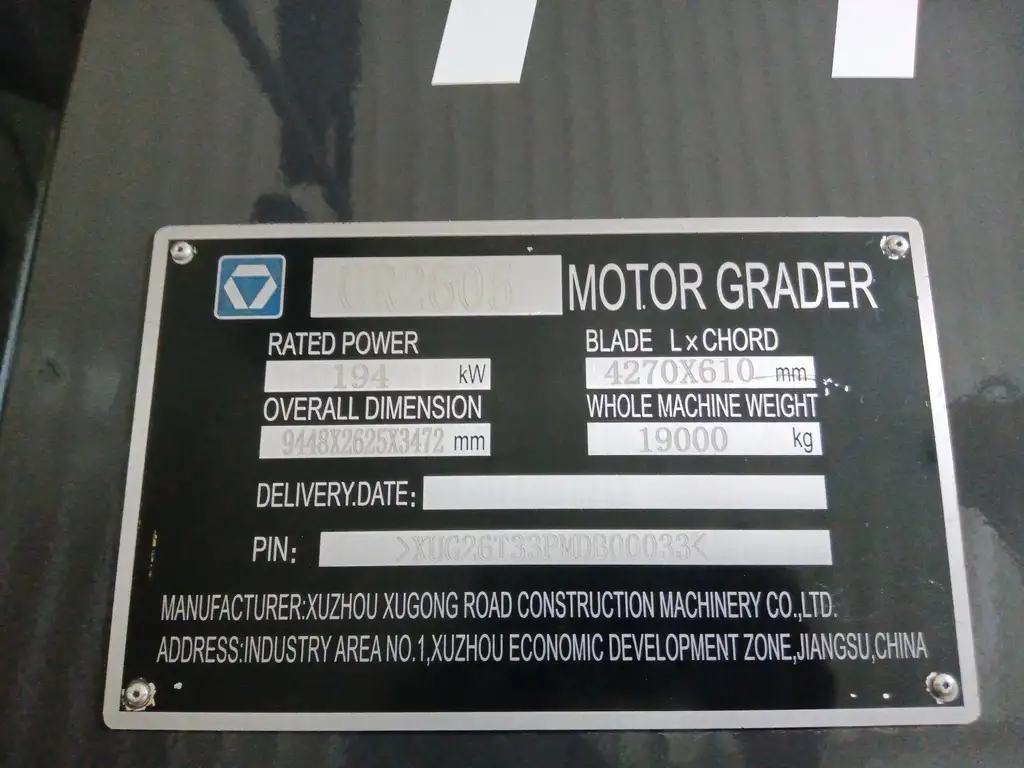 GR2605 MOTOR GRADER
RATED POWER
194 kW
BLADE L×CHORD
4270X610 mm
OVERALL DIMENSION
9448X2625X3472 mm
WHOLE MACHINE WEIGHT
19000 kg
DELIVERY.DATE:
PIN: >XUG26T33PMDB00033<
MANUFACTURER:XUZHOU XUGONG ROAD CONSTRUCTION MACHINERY CO.,LTD.
ADDRESS:INDUSTRY AREA NO.1,XUZHOU ECONOMIC DEVELOPMENT ZONE,JIANGSU,CHINA